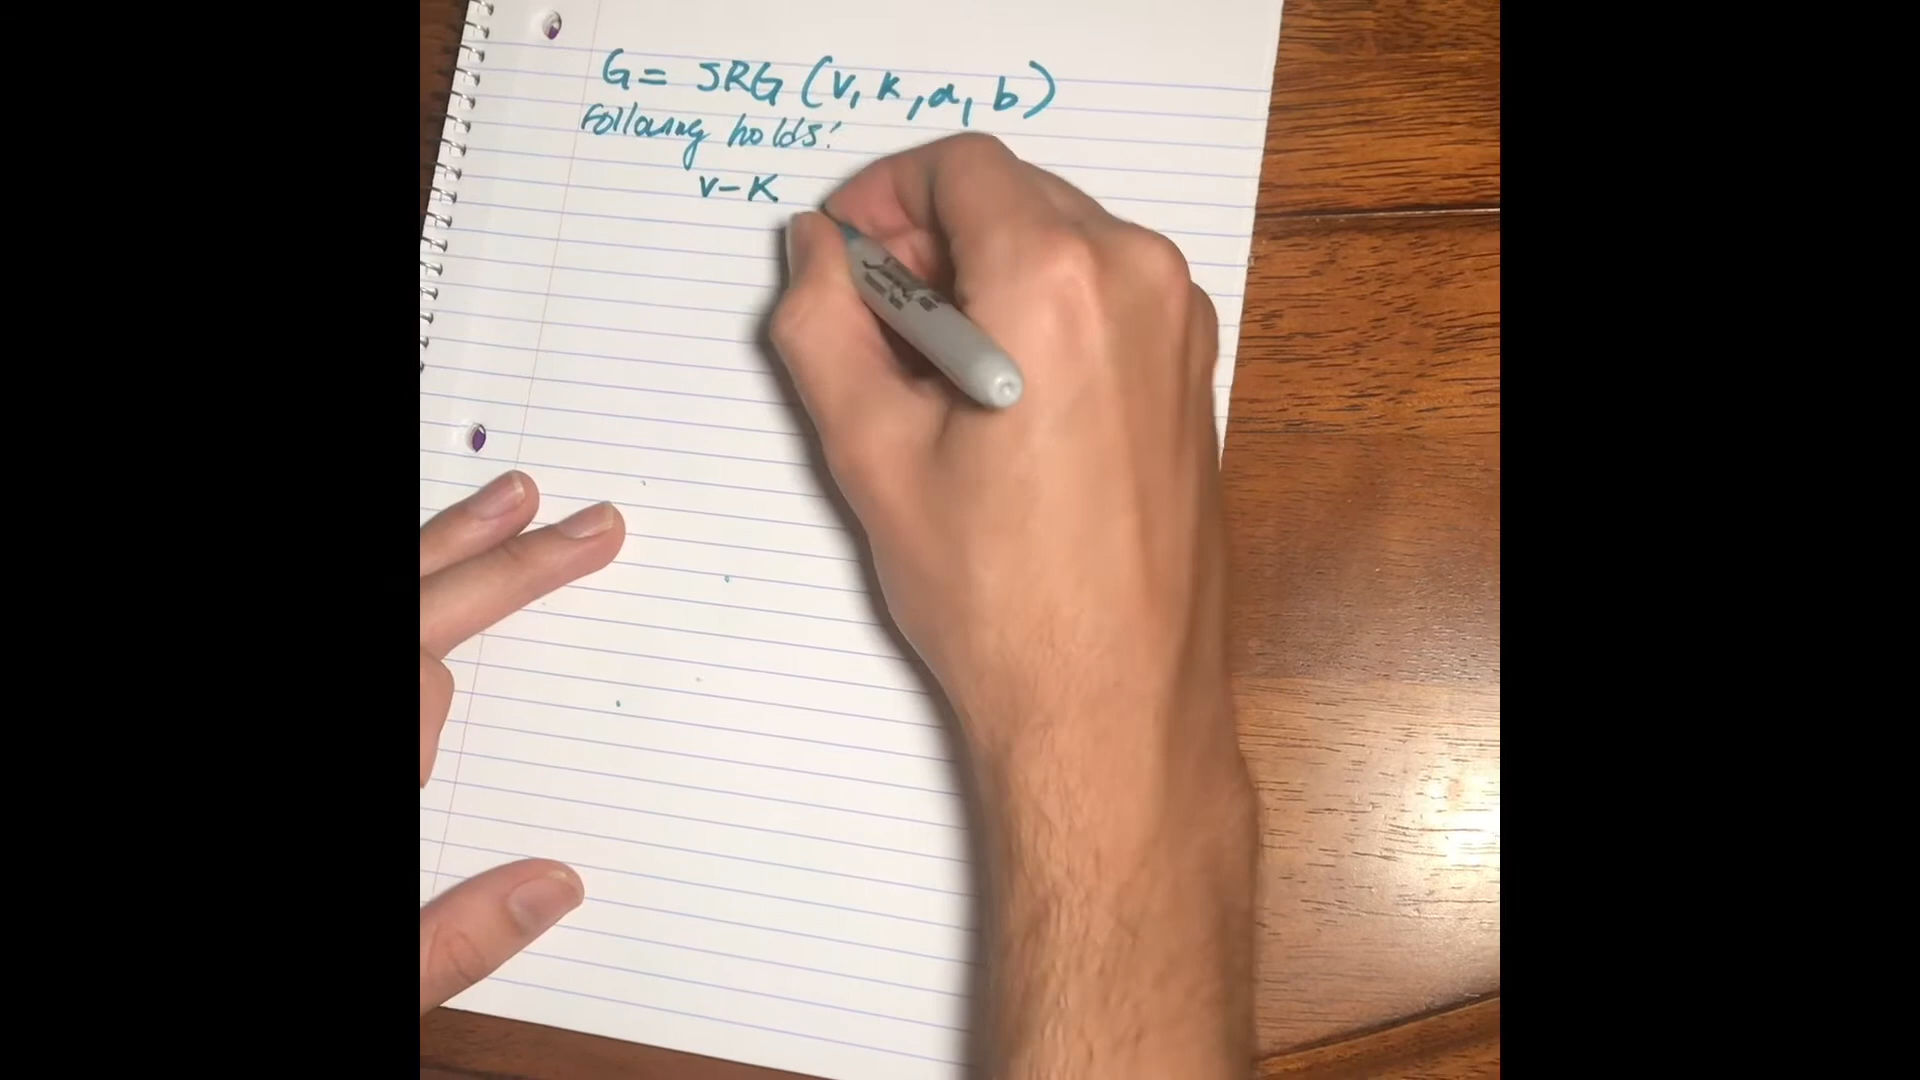 G = SRG (v, k, a, b)
Following holds:
v - k